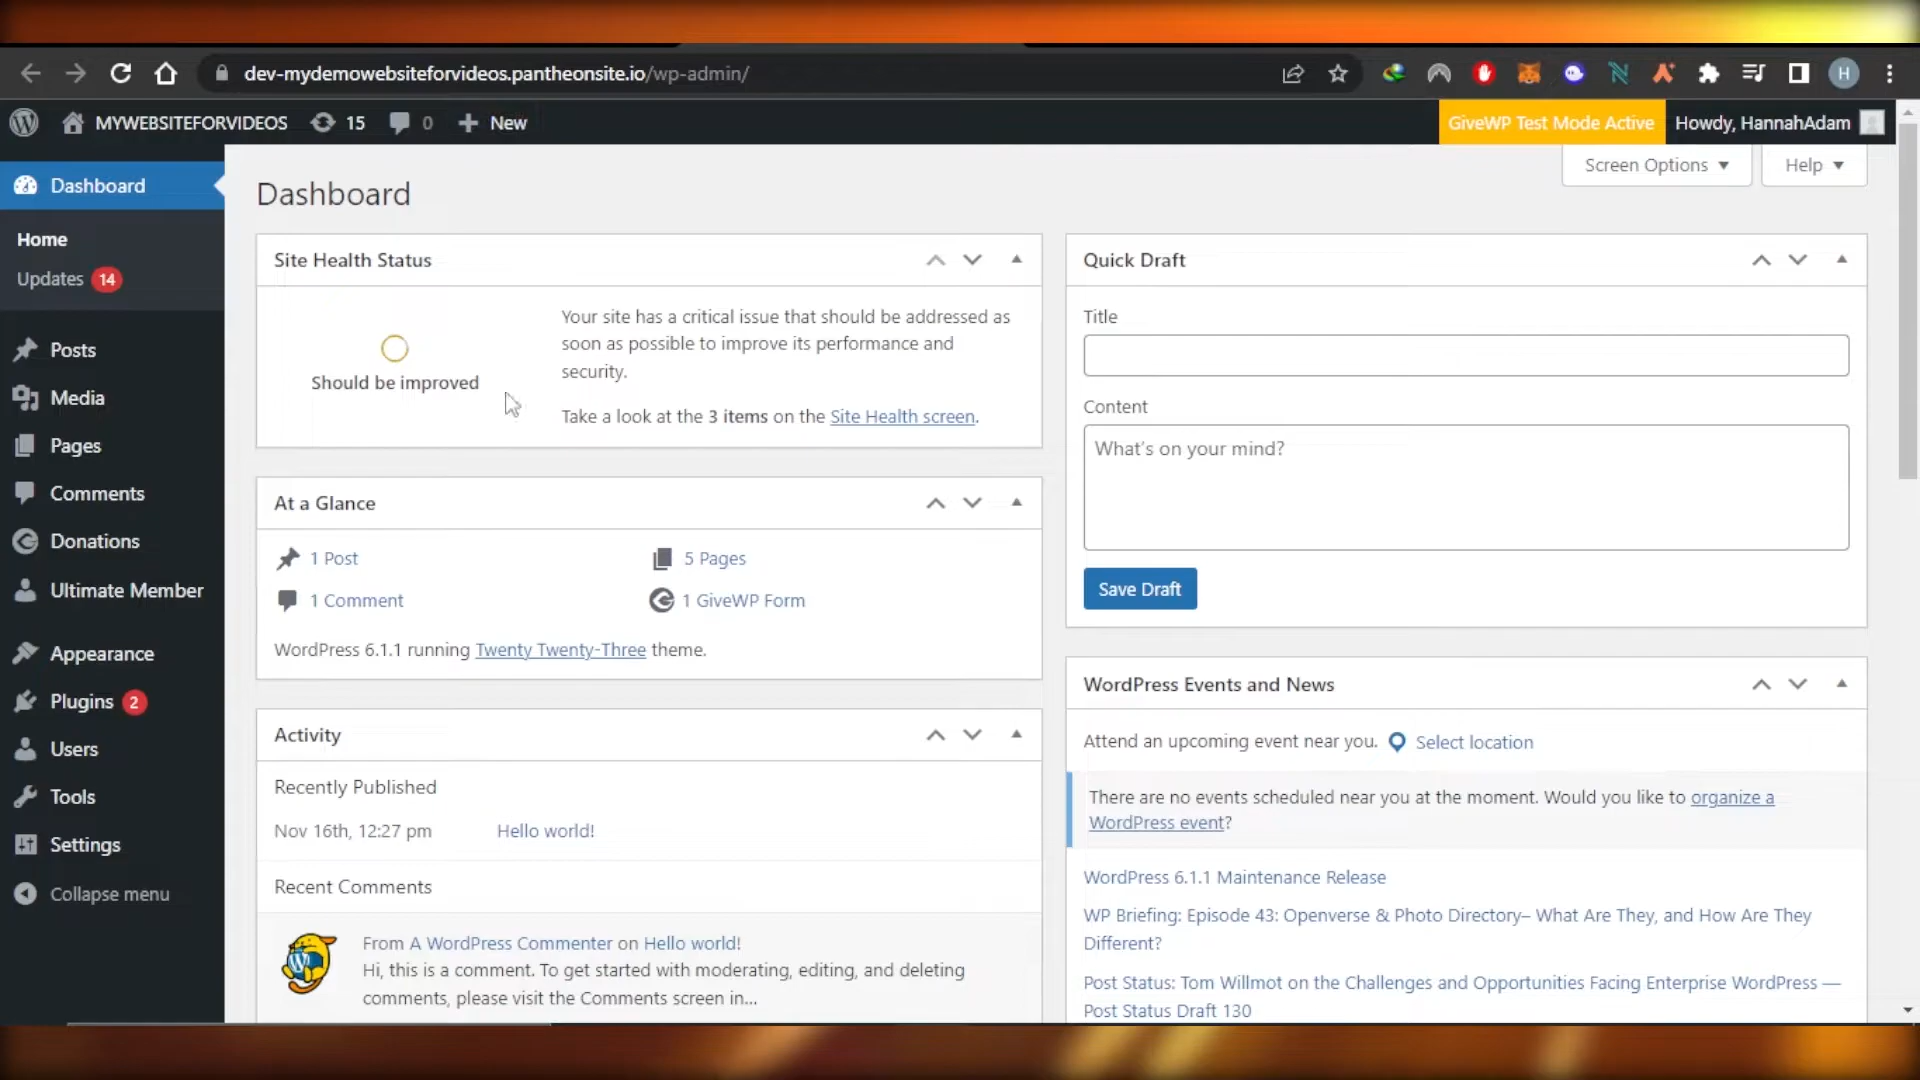 dev-mydemowebsiteforvideos.pantheonsite.io/wp-admin/
H
MYWEBSITEFORVIDEOS 15 0 New
GiveWP Test Mode Active Howdy, HannahAdam
Dashboard
Home
Updates 14
Posts
Media
Pages
Comments
Donations
Ultimate Member
Appearance
Plugins 2
Users
Tools
Settings
Collapse menu
Screen Options
Help
Dashboard
Site Health Status
Should be improved
Your site has a critical issue that should be addressed as
soon as possible to improve its performance and
security.
Take a look at the 3 items on the Site Health screen.
At a Glance
1 Post
5 Pages
1 Comment
1 GiveWP Form
WordPress 6.1.1 running Twenty Twenty-Three theme.
Activity
Recently Published
Nov 16th, 12:27 pm Hello world!
Recent Comments
From A WordPress Commenter on Hello world!
Hi, this is a comment. To get started with moderating, editing, and deleting
comments, please visit the Comments screen in...
Quick Draft
Title
Content
What's on your mind?
Save Draft
WordPress Events and News
Attend an upcoming event near you. Select location
There are no events scheduled near you at the moment. Would you like to organize a
WordPress event?
WordPress 6.1.1 Maintenance Release
WP Briefing: Episode 43: Openverse & Photo Directory– What Are They, and How Are They
Different?
Post Status: Tom Willmot on the Challenges and Opportunities Facing Enterprise WordPress —
Post Status Draft 130